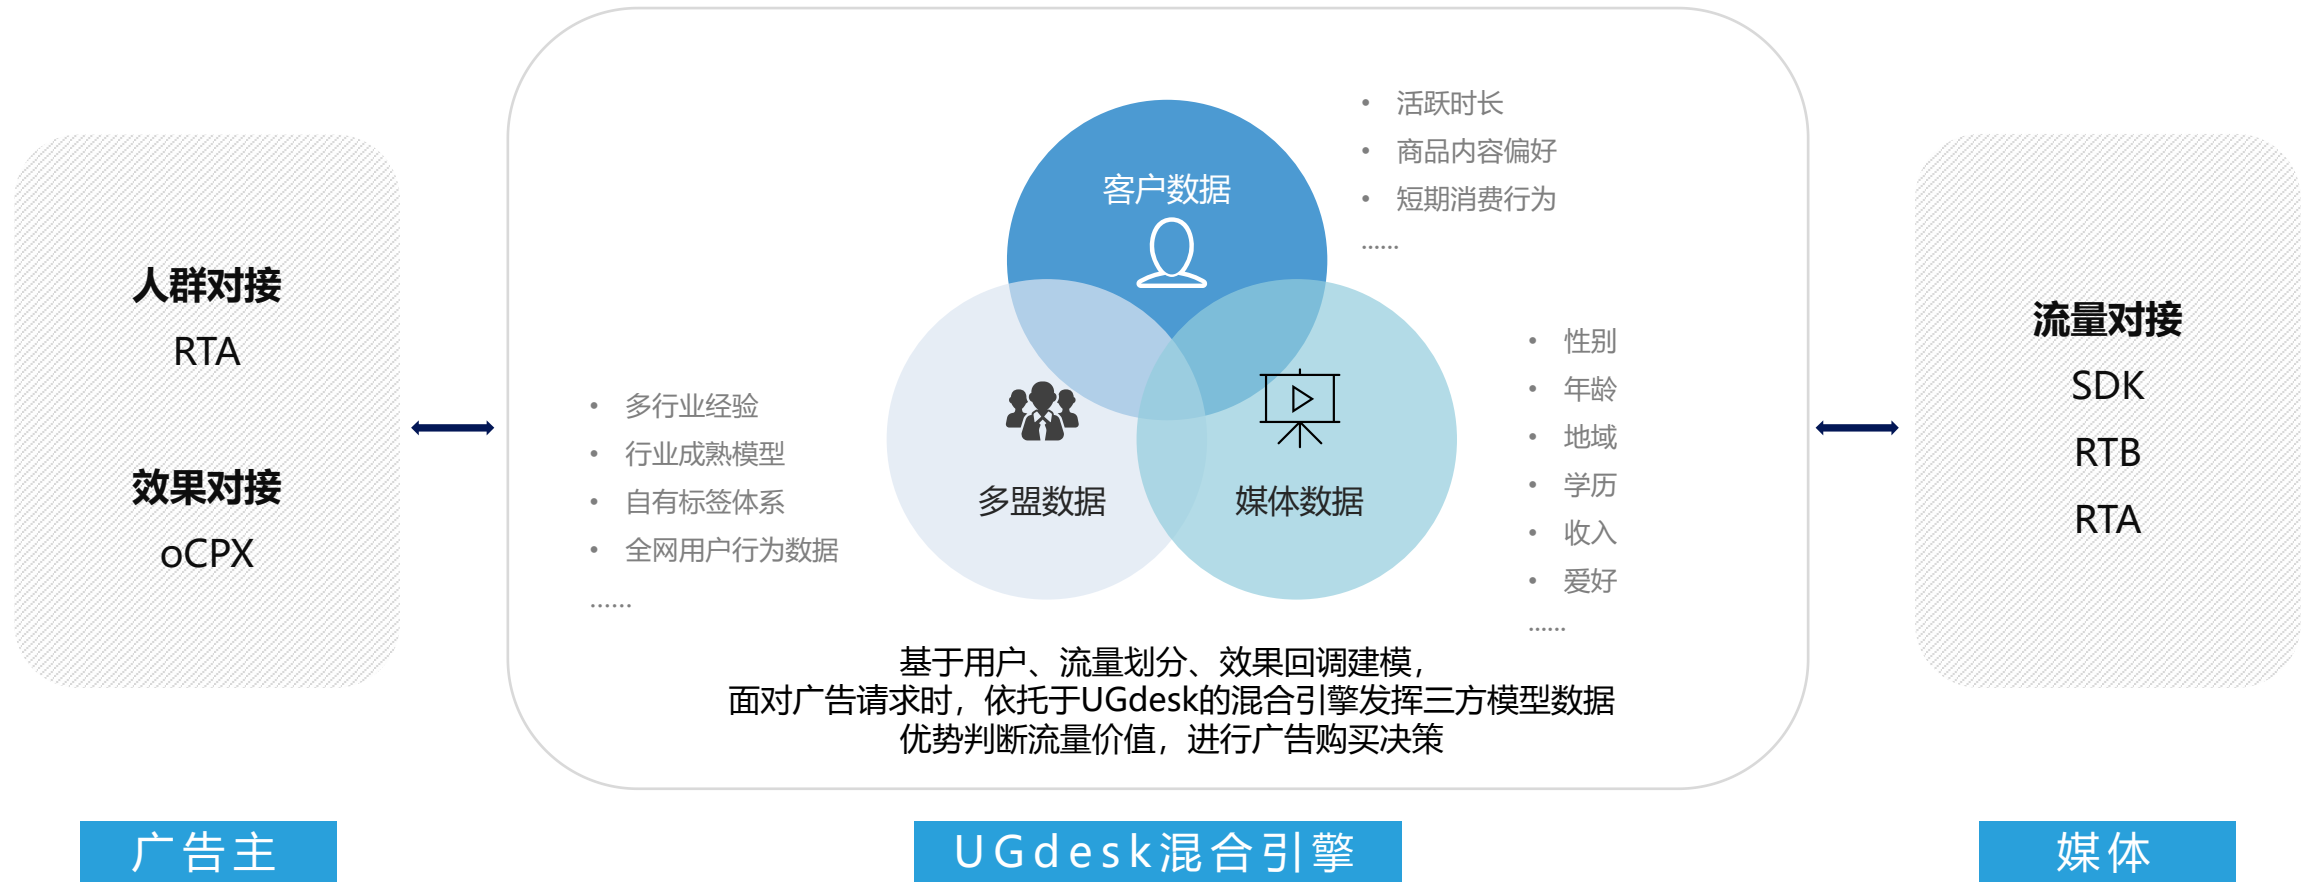 人群对接
RTA
效果对接
oCPX
广告主
客户数据
• 活跃时长
• 商品内容偏好
• 短期消费行为
......
• 多行业经验
• 行业成熟模型
• 自有标签体系
• 全网用户行为数据
......
多盟数据
媒体数据
• 性别
• 年龄
• 地域
• 学历
• 收入
• 爱好
......
基于用户、流量划分、效果回调建模，
面对广告请求时，依托于UGdesk的混合引擎发挥三方模型数据
优势判断流量价值，进行广告购买决策
UGdesk混合引擎
流量对接
SDK
RTB
RTA
媒体